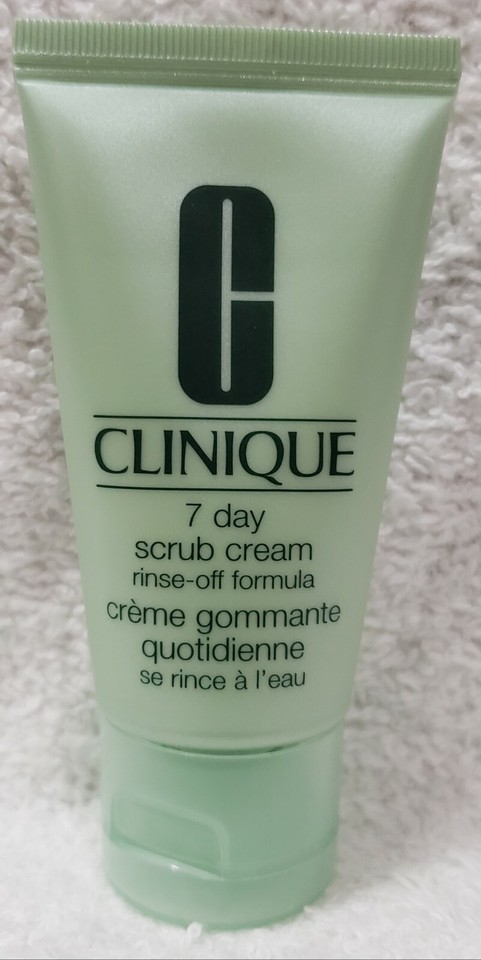 C
CLINIQUE
7 day
scrub cream
rinse-off formula
crème gommante
quotidienne
se rince à l'eau